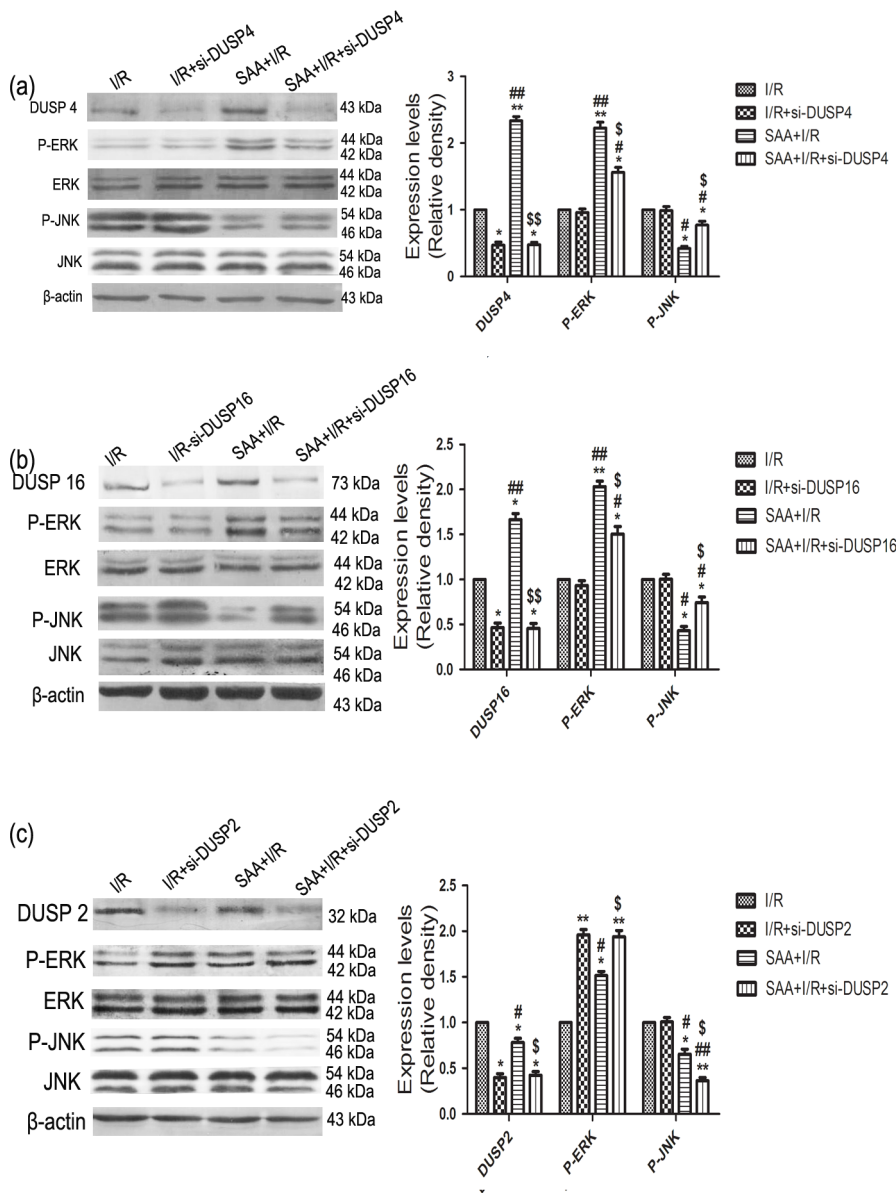 (a)
I/R
I/R+si-DUSP4
SAA+I/R
SAA+I/R+si-DUSP4
DUSP 4
43 kDa
P-ERK
44 kDa
42 kDa
ERK
44 kDa
42 kDa
P-JNK
54 kDa
46 kDa
JNK
54 kDa
46 kDa
β-actin
43 kDa
Expression levels
(Relative density)
3
2
1
0
*
##
**
$$
*
##
**
$
#
*
#
*
$
#
*
DUSP4
P-ERK
P-JNK
I/R
I/R+si-DUSP4
SAA+I/R
SAA+I/R+si-DUSP4
(b)
I/R
I/R-si-DUSP16
SAA+I/R
SAA+I/R+si-DUSP16
DUSP 16
73 kDa
P-ERK
44 kDa
42 kDa
ERK
44 kDa
42 kDa
P-JNK
54 kDa
46 kDa
JNK
54 kDa
46 kDa
β-actin
43 kDa
Expression levels
(Relative density)
2.5
2.0
1.5
1.0
0.5
0.0
*
##
*
$$
*
##
**
$
#
*
#
*
$
#
*
DUSP16
P-ERK
P-JNK
I/R
I/R+si-DUSP16
SAA+I/R
SAA+I/R+si-DUSP16
(c)
I/R
I/R+si-DUSP2
SAA+I/R
SAA+I/R+si-DUSP2
DUSP 2
32 kDa
P-ERK
44 kDa
42 kDa
ERK
44 kDa
42 kDa
P-JNK
54 kDa
46 kDa
JNK
54 kDa
46 kDa
β-actin
43 kDa
Expression levels
(Relative density)
2.5
2.0
1.5
1.0
0.5
0.0
*
#
*
$
*
**
#
*
$
**
#
*
$
##
**
DUSP2
P-ERK
P-JNK
I/R
I/R+si-DUSP2
SAA+I/R
SAA+I/R+si-DUSP2